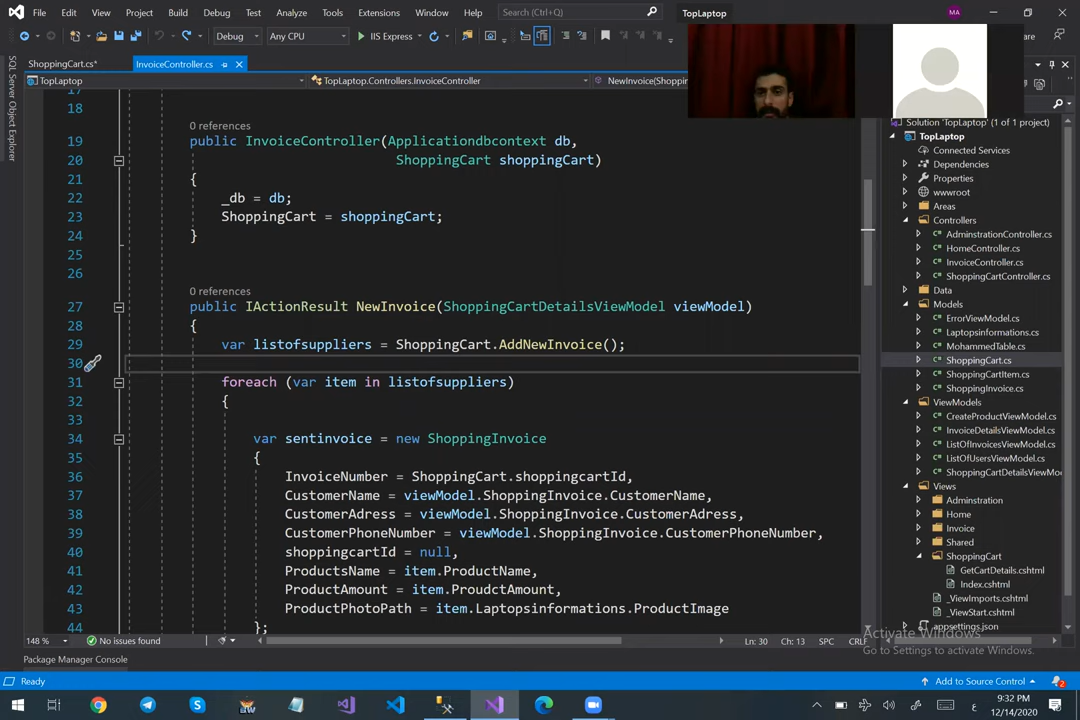 File Edit View Project Build Debug Test Analyze Tools Extensions Window Help Search (Ctrl+Q) TopLaptop MA
Debug Any CPU IIS Express
ShoppingCart.cs* InvoiceController.cs
TopLaptop TopLaptop.Controllers.InvoiceController NewInvoice(Shoppin
SQL Server Object Explorer
18
0 references
19 public InvoiceController(Applicationdbcontext db,
20 ShoppingCart shoppingCart)
21 {
22 _db = db;
23 ShoppingCart = shoppingCart;
24 }
25
26
0 references
27 public IActionResult NewInvoice(ShoppingCartDetailsViewModel viewModel)
28 {
29 var listofsuppliers = ShoppingCart.AddNewInvoice();
30
31 foreach (var item in listofsuppliers)
32 {
33
34 var sentinvoice = new ShoppingInvoice
35 {
36 InvoiceNumber = ShoppingCart.shoppingcartId,
37 CustomerName = viewModel.ShoppingInvoice.CustomerName,
38 CustomerAdress = viewModel.ShoppingInvoice.CustomerAdress,
39 CustomerPhoneNumber = viewModel.ShoppingInvoice.CustomerPhoneNumber,
40 shoppingcartId = null,
41 ProductsName = item.ProductName,
42 ProductAmount = item.ProudctAmount,
43 ProductPhotoPath = item.Laptopsinformations.ProductImage
44 };
Solution 'TopLaptop' (1 of 1 project)
TopLaptop
Connected Services
Dependencies
Properties
wwwroot
Areas
Controllers
AdminstrationController.cs
HomeController.cs
InvoiceController.cs
ShoppingCartController.cs
Data
Models
ErrorViewModel.cs
Laptopsinformations.cs
MohammedTable.cs
ShoppingCart.cs
ShoppingCartItem.cs
ShoppingInvoice.cs
ViewModels
CreateProductViewModel.cs
InvoiceDetailsViewModel.cs
ListOfInvoicesViewModel.cs
ListOfUsersViewModel.cs
ShoppingCartDetailsViewMo
Views
Adminstration
Home
Invoice
Shared
ShoppingCart
GetCartDetails.cshtml
Index.cshtml
_ViewImports.cshtml
_ViewStart.cshtml
appsettings.json
148 % No issues found Ln: 30 Ch: 13 SPC CRLF
Activate Windows
Go to Settings to activate Windows.
Package Manager Console
Ready Add to Source Control 2
9:32 PM
12/14/2020